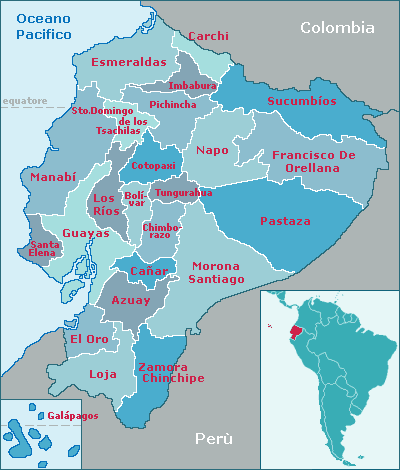 Oceano
Pacifico
Colombia
Carchi
Esmeraldas
Imbabura
equatore
Pichincha
Sucumbíos
Sto.Domingo
de los
Tsachilas
Napo
Francisco De
Orellana
Cotopaxi
Manabí
Tungurahua
Los
Ríos
Bolí-
var
Pastaza
Chimbo-
razo
Guayas
Santa
Elena
Cañar
Morona
Santiago
Azuay
El Oro
Loja
Zamora
Chinchipe
Galápagos
Perù